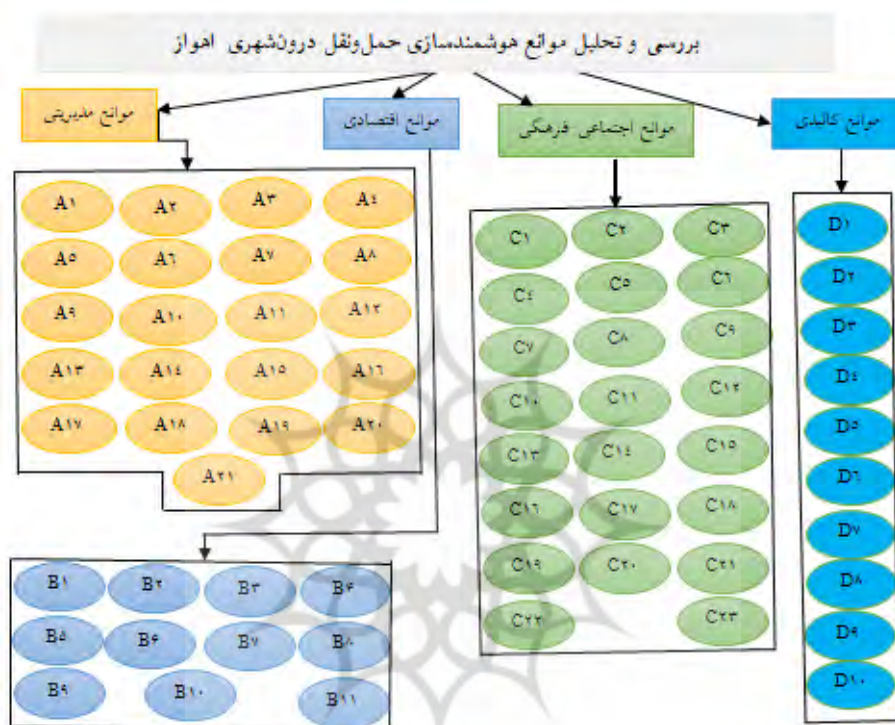 بررسی و تحلیل موانع هوشمندسازی حمل‌ونقل درون‌شهری اهواز
موانع مدیریتی
موانع اقتصادی
موانع اجتماعی فرهنگی
موانع کالبدی
A۱ A۲ A۳ A۴
A۵ A۶ A۷ A۸
A۹ A۱۰ A۱۱ A۱۲
A۱۳ A۱۴ A۱۵ A۱۶
A۱۷ A۱۸ A۱۹ A۲۰
A۲۱
B۱ B۲ B۳ B۴
B۵ B۶ B۷ B۸
B۹ B۱۰ B۱۱
C۱ C۲ C۳
C۴ C۵ C۶
C۷ C۸ C۹
C۱۰ C۱۱ C۱۲
C۱۳ C۱۴ C۱۵
C۱۶ C۱۷ C۱۸
C۱۹ C۲۰ C۲۱
C۲۲ C۲۳
D۱
D۲
D۳
D۴
D۵
D۶
D۷
D۸
D۹
D۱۰